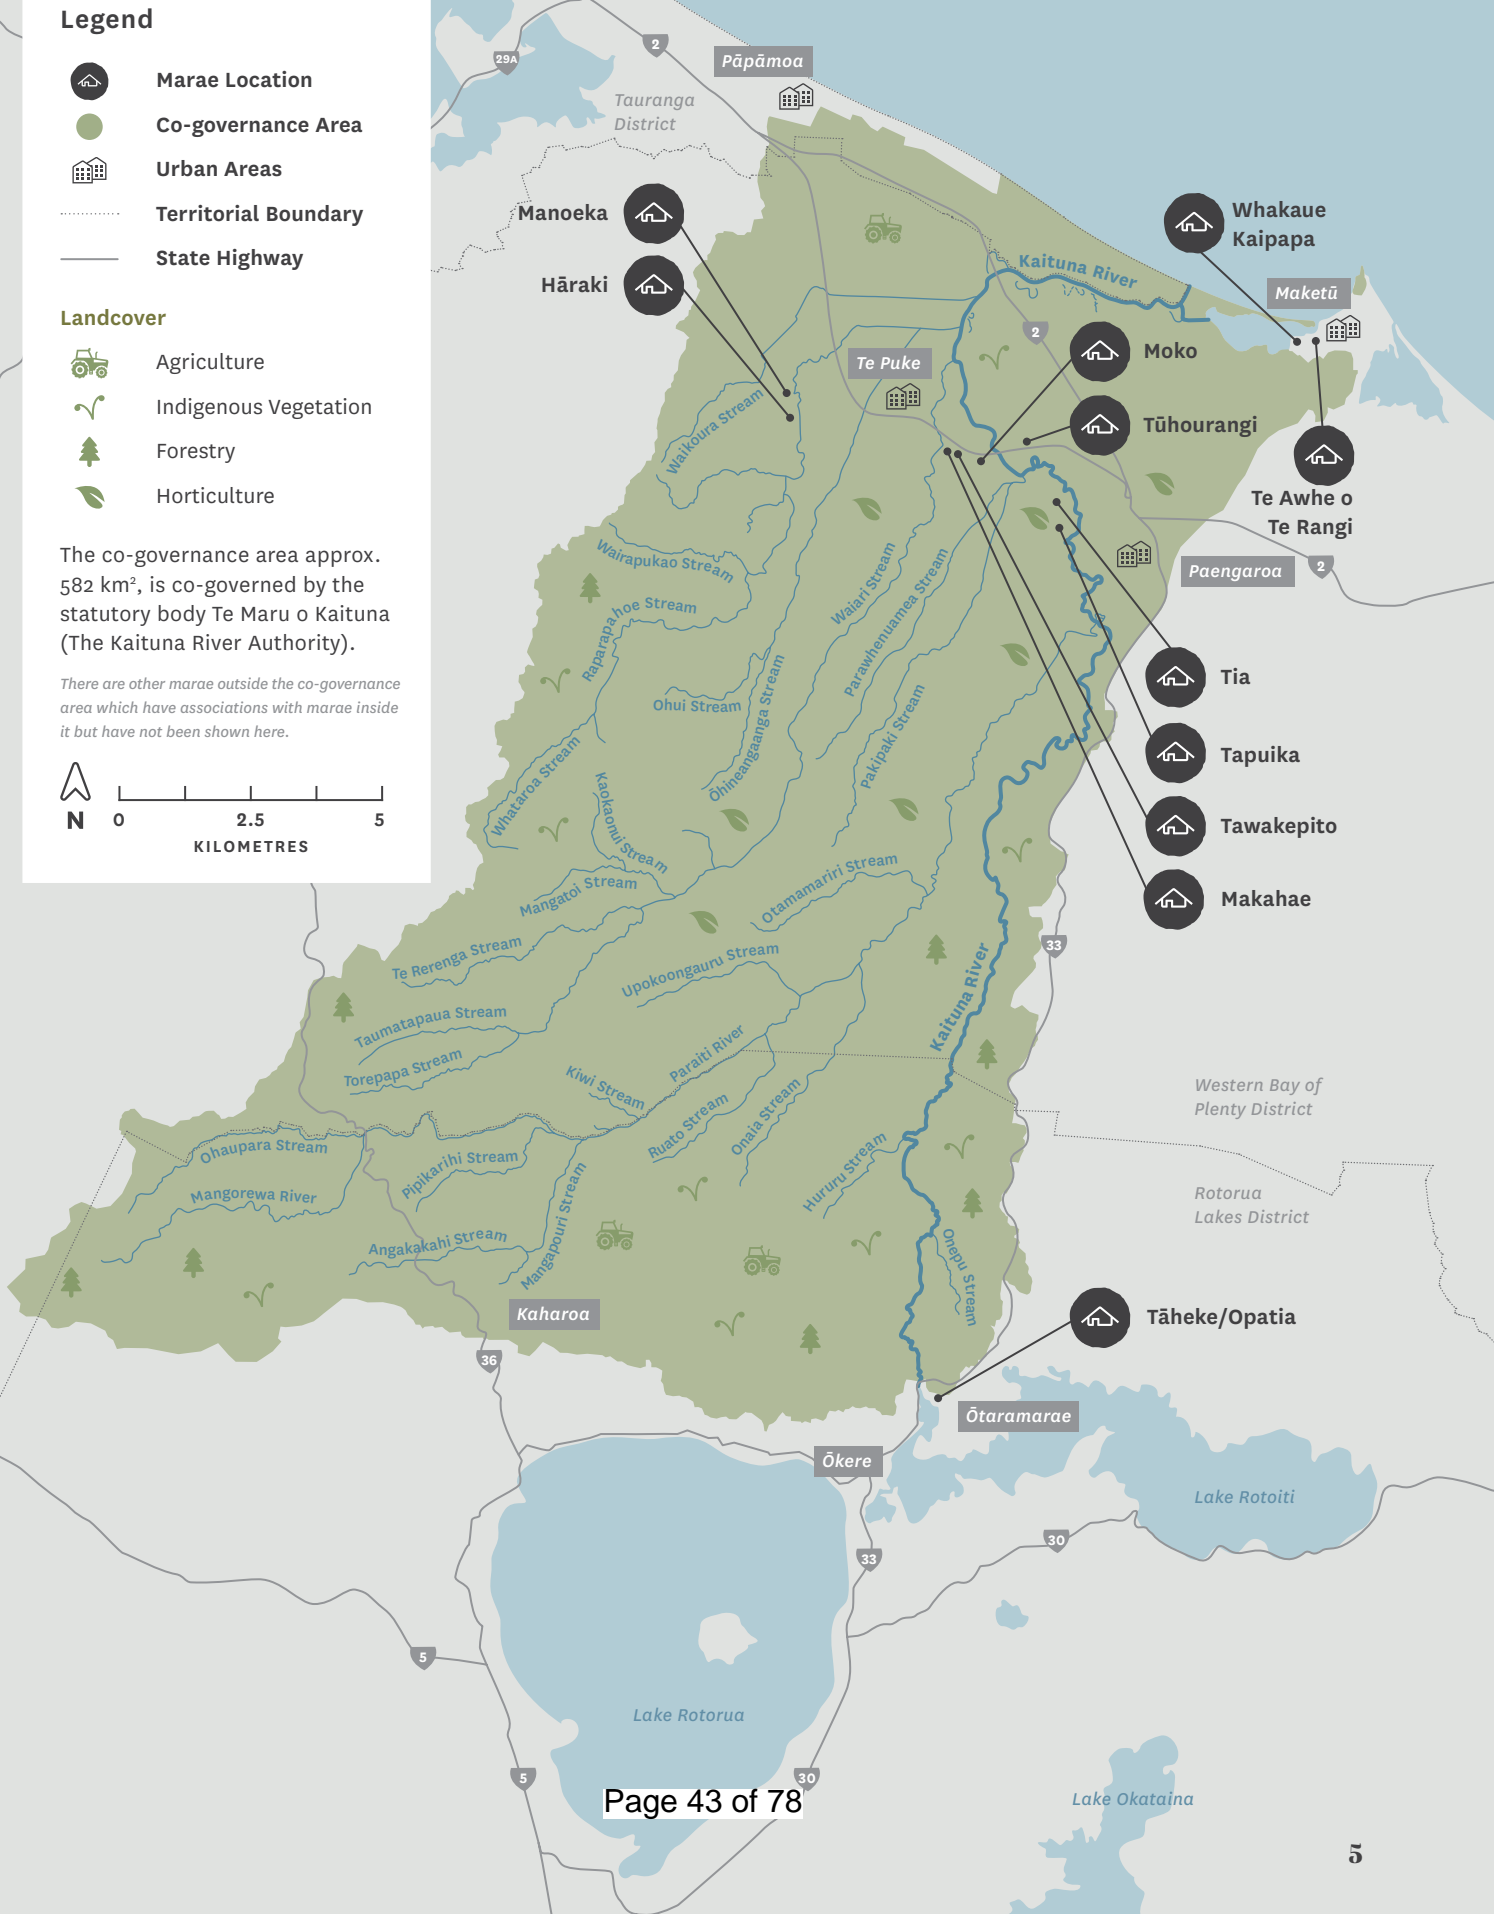 Legend
Marae Location
Co-governance Area
Urban Areas
Territorial Boundary
State Highway
Landcover
Agriculture
Indigenous Vegetation
Forestry
Horticulture
The co-governance area approx.
582 km², is co-governed by the
statutory body Te Maru o Kaituna
(The Kaituna River Authority).
There are other marae outside the co-governance
area which have associations with marae inside
it but have not been shown here.
N
0
2.5
5
KILOMETRES
29A
2
Pāpāmoa
Tauranga
District
Manoeka
Hāraki
Whakaue
Kaipapa
Kaituna River
Maketū
2
Moko
Te Puke
Tūhourangi
Waikoura Stream
Te Awhe o
Te Rangi
Wairapukao Stream
Paengaroa
2
Raparapahoe Stream
Waiari Stream
Parawhenuamea Stream
Tia
Ohui Stream
Ōhineangaanga Stream
Pakipaki Stream
Tapuika
Whataroa Stream
Kaokaonui Stream
Tawakepito
Mangatoi Stream
Otamamariri Stream
Makahae
Te Rerenga Stream
Upokoongauru Stream
Kaituna River
33
Taumatapaua Stream
Torepapa Stream
Kiwi Stream
Paraiti River
Western Bay of
Plenty District
Ruato Stream
Onaia Stream
Ohaupara Stream
Pipikarihi Stream
Hururu Stream
Mangorewa River
Mangapouri Stream
Rotorua
Lakes District
Angakakahi Stream
Onepu Stream
Kaharoa
Tāheke/Opatia
36
Ōtaramarae
Ōkere
Lake Rotoiti
30
33
5
Lake Rotorua
5
30
Page 43 of 78
Lake Okataina
5